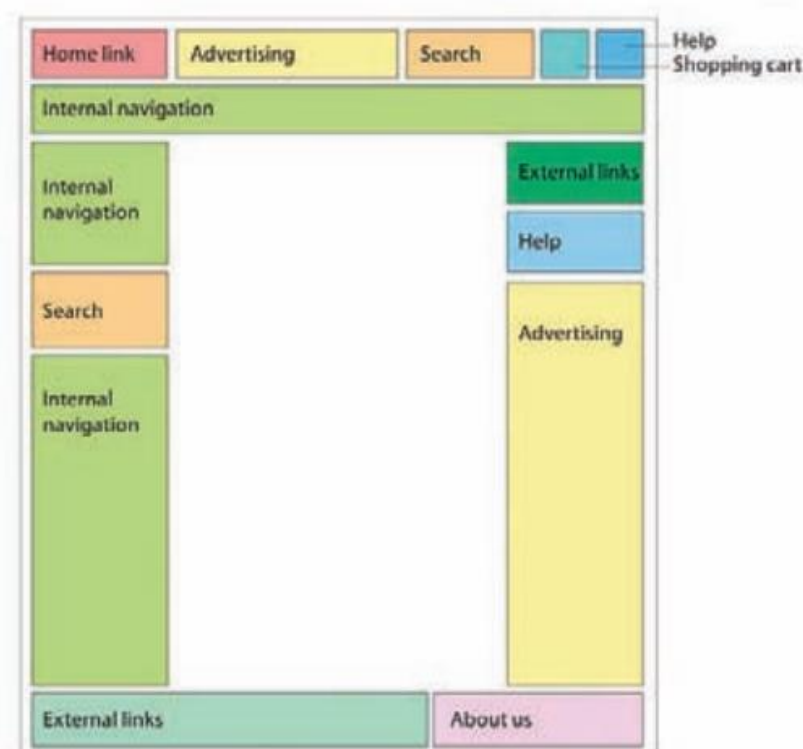 Home link
Advertising
Search
Help
Shopping cart
Internal navigation
Internal
navigation
External links
Help
Search
Advertising
Internal
navigation
External links
About us